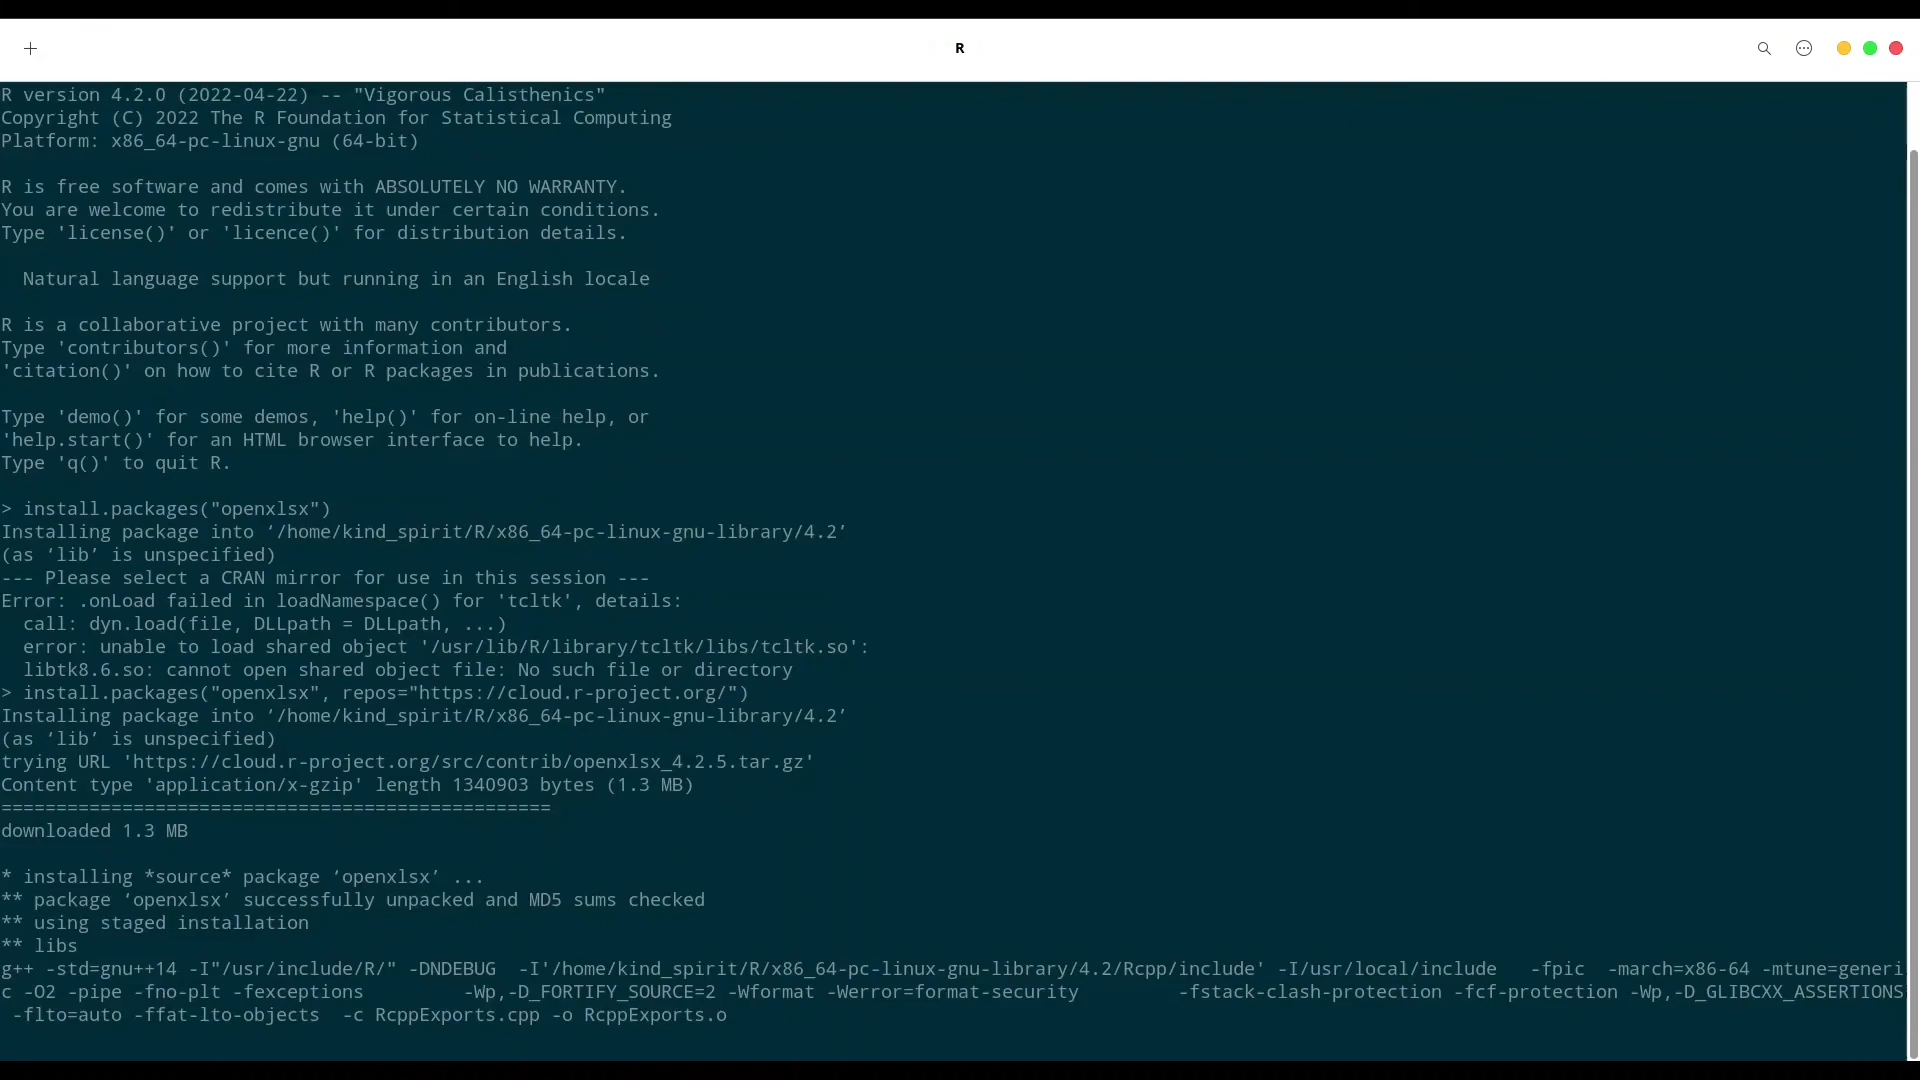 R
R version 4.2.0 (2022-04-22) -- "Vigorous Calisthenics"
Copyright (C) 2022 The R Foundation for Statistical Computing
Platform: x86_64-pc-linux-gnu (64-bit)
R is free software and comes with ABSOLUTELY NO WARRANTY.
You are welcome to redistribute it under certain conditions.
Type 'license()' or 'licence()' for distribution details.
  Natural language support but running in an English locale
R is a collaborative project with many contributors.
Type 'contributors()' for more information and
'citation()' on how to cite R or R packages in publications.
Type 'demo()' for some demos, 'help()' for on-line help, or
'help.start()' for an HTML browser interface to help.
Type 'q()' to quit R.
> install.packages("openxlsx")
Installing package into ‘/home/kind_spirit/R/x86_64-pc-linux-gnu-library/4.2’
(as ‘lib’ is unspecified)
--- Please select a CRAN mirror for use in this session ---
Error: .onLoad failed in loadNamespace() for 'tcltk', details:
  call: dyn.load(file, DLLpath = DLLpath, ...)
  error: unable to load shared object '/usr/lib/R/library/tcltk/libs/tcltk.so':
  libtk8.6.so: cannot open shared object file: No such file or directory
> install.packages("openxlsx", repos="https://cloud.r-project.org/")
Installing package into ‘/home/kind_spirit/R/x86_64-pc-linux-gnu-library/4.2’
(as ‘lib’ is unspecified)
trying URL 'https://cloud.r-project.org/src/contrib/openxlsx_4.2.5.tar.gz'
Content type 'application/x-gzip' length 1340903 bytes (1.3 MB)
==================================================
downloaded 1.3 MB
* installing *source* package ‘openxlsx’ ...
** package ‘openxlsx’ successfully unpacked and MD5 sums checked
** using staged installation
** libs
g++ -std=gnu++14 -I"/usr/include/R/" -DNDEBUG  -I'/home/kind_spirit/R/x86_64-pc-linux-gnu-library/4.2/Rcpp/include' -I/usr/local/include   -fpic  -march=x86-64 -mtune=generi
c -O2 -pipe -fno-plt -fexceptions         -Wp,-D_FORTIFY_SOURCE=2 -Wformat -Werror=format-security         -fstack-clash-protection -fcf-protection -Wp,-D_GLIBCXX_ASSERTIONS
 -flto=auto -ffat-lto-objects  -c RcppExports.cpp -o RcppExports.o